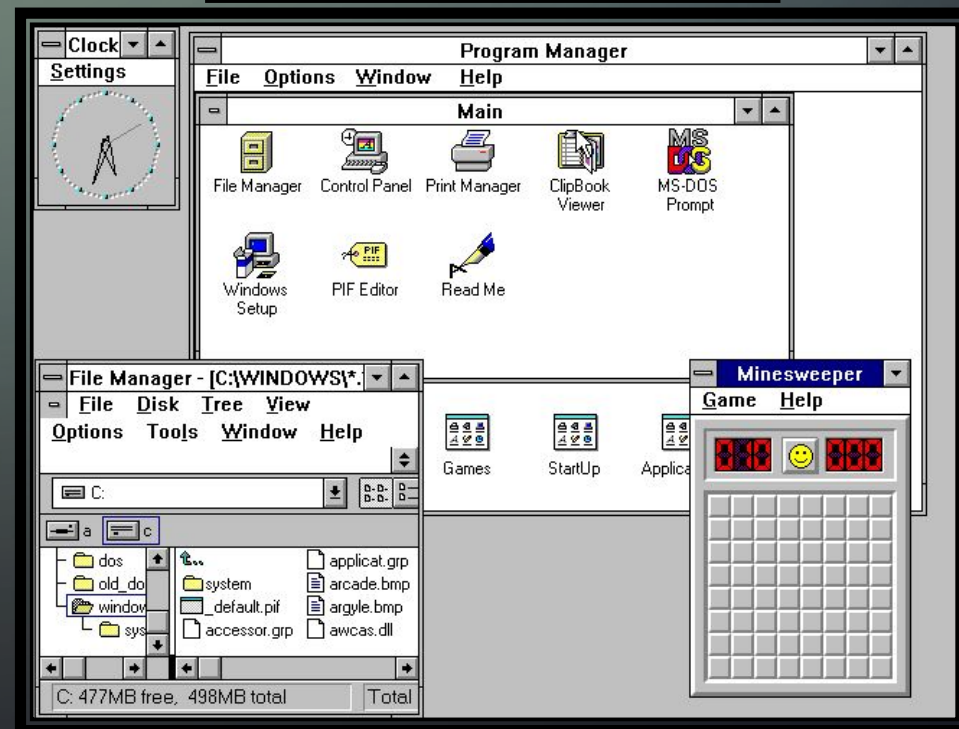 Clock
Settings
Program Manager
File Options Window Help
Main
File Manager
Control Panel
Print Manager
ClipBook
Viewer
MS-DOS
Prompt
Windows
Setup
PIF
PIF Editor
Read Me
Games
StartUp
Applica
File Manager - [C:\WINDOWS\*.
File Disk Tree View
Options Tools Window Help
C:
a
c
dos
old_do
window
sys
system
_default.pif
accessor.grp
applicat.grp
arcade.bmp
argyle.bmp
awcas.dll
C: 477MB free, 498MB total
Total
Minesweeper
Game Help